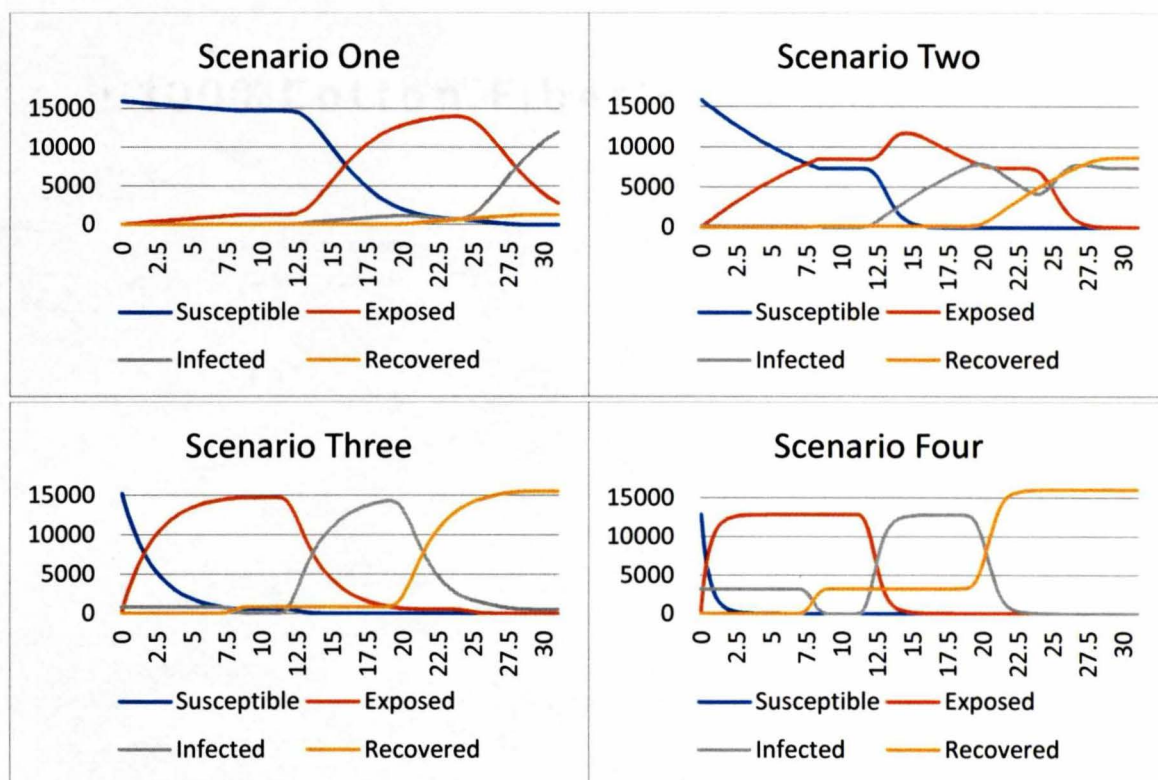 Scenario One
15000
10000
5000
0
0 2.5 5 7.5 10 12.5 15 17.5 20 22.5 25 27.5 30
Susceptible Exposed
Infected Recovered
Scenario Two
15000
10000
5000
0
0 2.5 5 7.5 10 12.5 15 17.5 20 22.5 25 27.5 30
Susceptible Exposed
Infected Recovered
Scenario Three
15000
10000
5000
0
0 2.5 5 7.5 10 12.5 15 17.5 20 22.5 25 27.5 30
Susceptible Exposed
Infected Recovered
Scenario Four
15000
10000
5000
0
0 2.5 5 7.5 10 12.5 15 17.5 20 22.5 25 27.5 30
Susceptible Exposed
Infected Recovered